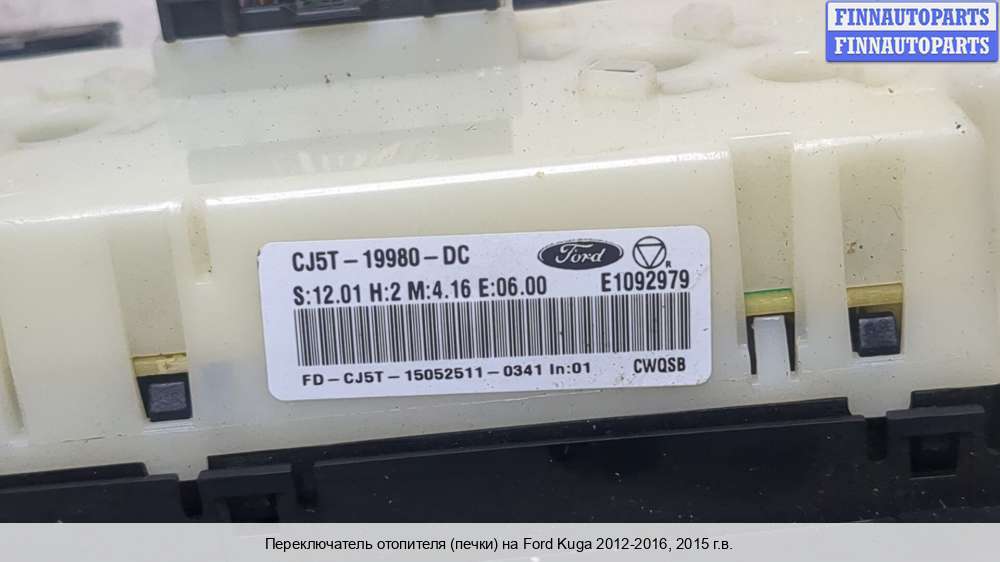 FINNAUTOPARTS
FINNAUTOPARTS
CJ5T-19980-DC
Ford
R
S:12.01 H:2 M:4.16 E:06.00
E1092979
FD-CJ5T-15052511-0341 In:01
CWQSB
Переключатель отопителя (печки) на Ford Kuga 2012-2016, 2015 г.в.